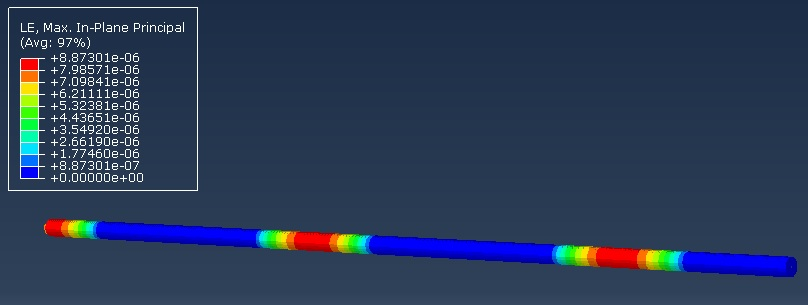 LE, Max. In-Plane Principal
(Avg: 97%)
+8.87301e-06
+7.98571e-06
+7.09841e-06
+6.21111e-06
+5.32381e-06
+4.43651e-06
+3.54920e-06
+2.66190e-06
+1.77460e-06
+8.87301e-07
+0.00000e+00